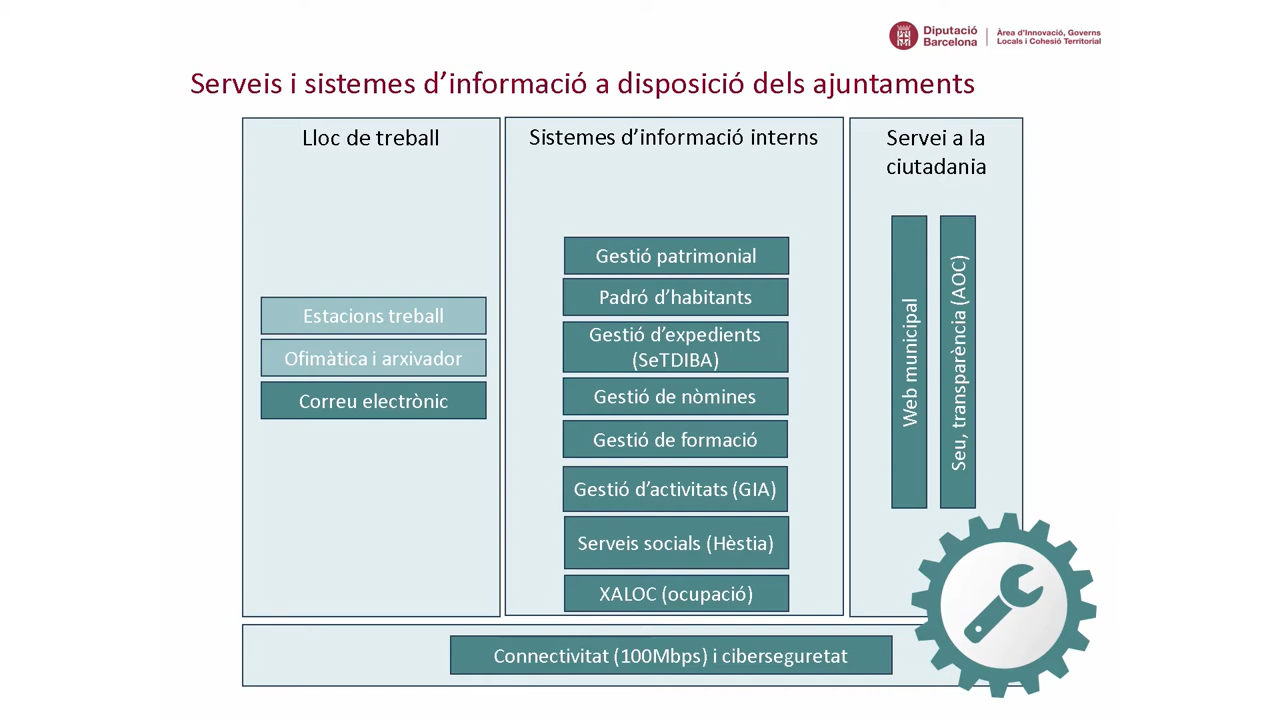 Diputació
Barcelona
Àrea d'Innovació, Governs
Locals i Cohesió Territorial
Serveis i sistemes d'informació a disposició dels ajuntaments
Lloc de treball
Estacions treball
Ofimàtica i arxivador
Correu electrònic
Sistemes d'informació interns
Gestió patrimonial
Padró d'habitants
Gestió d'expedients
(SeTDIBA)
Gestió de nòmines
Gestió de formació
Gestió d'activitats (GIA)
Serveis socials (Hèstia)
XALOC (ocupació)
Servei a la
ciutadania
Web municipal
Seu, transparència (AOC)
Connectivitat (100Mbps) i ciberseguretat